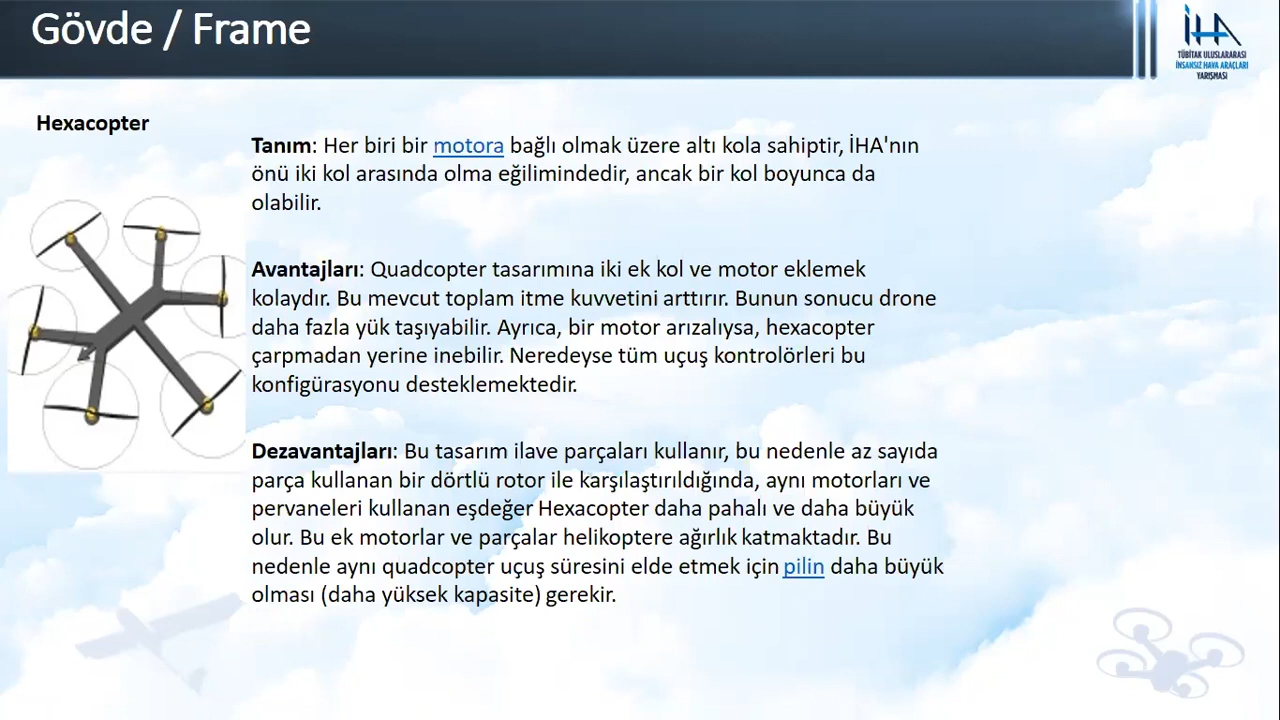 Gövde / Frame
İHA
TÜBİTAK ULUSLARARASI
İNSANSIZ HAVA ARAÇLARI
YARIŞMASI
Hexacopter
Tanım: Her biri bir motora bağlı olmak üzere altı kola sahiptir, İHA'nın
önü iki kol arasında olma eğilimindedir, ancak bir kol boyunca da
olabilir.
Avantajları: Quadcopter tasarımına iki ek kol ve motor eklemek
kolaydır. Bu mevcut toplam itme kuvvetini arttırır. Bunun sonucu drone
daha fazla yük taşıyabilir. Ayrıca, bir motor arızalıysa, hexacopter
çarpmadan yerine inebilir. Neredeyse tüm uçuş kontrolörleri bu
konfigürasyonu desteklemektedir.
Dezavantajları: Bu tasarım ilave parçaları kullanır, bu nedenle az sayıda
parça kullanan bir dörtlü rotor ile karşılaştırıldığında, aynı motorları ve
pervaneleri kullanan eşdeğer Hexacopter daha pahalı ve daha büyük
olur. Bu ek motorlar ve parçalar helikoptere ağırlık katmaktadır. Bu
nedenle aynı quadcopter uçuş süresini elde etmek için pilin daha büyük
olması (daha yüksek kapasite) gerekir.